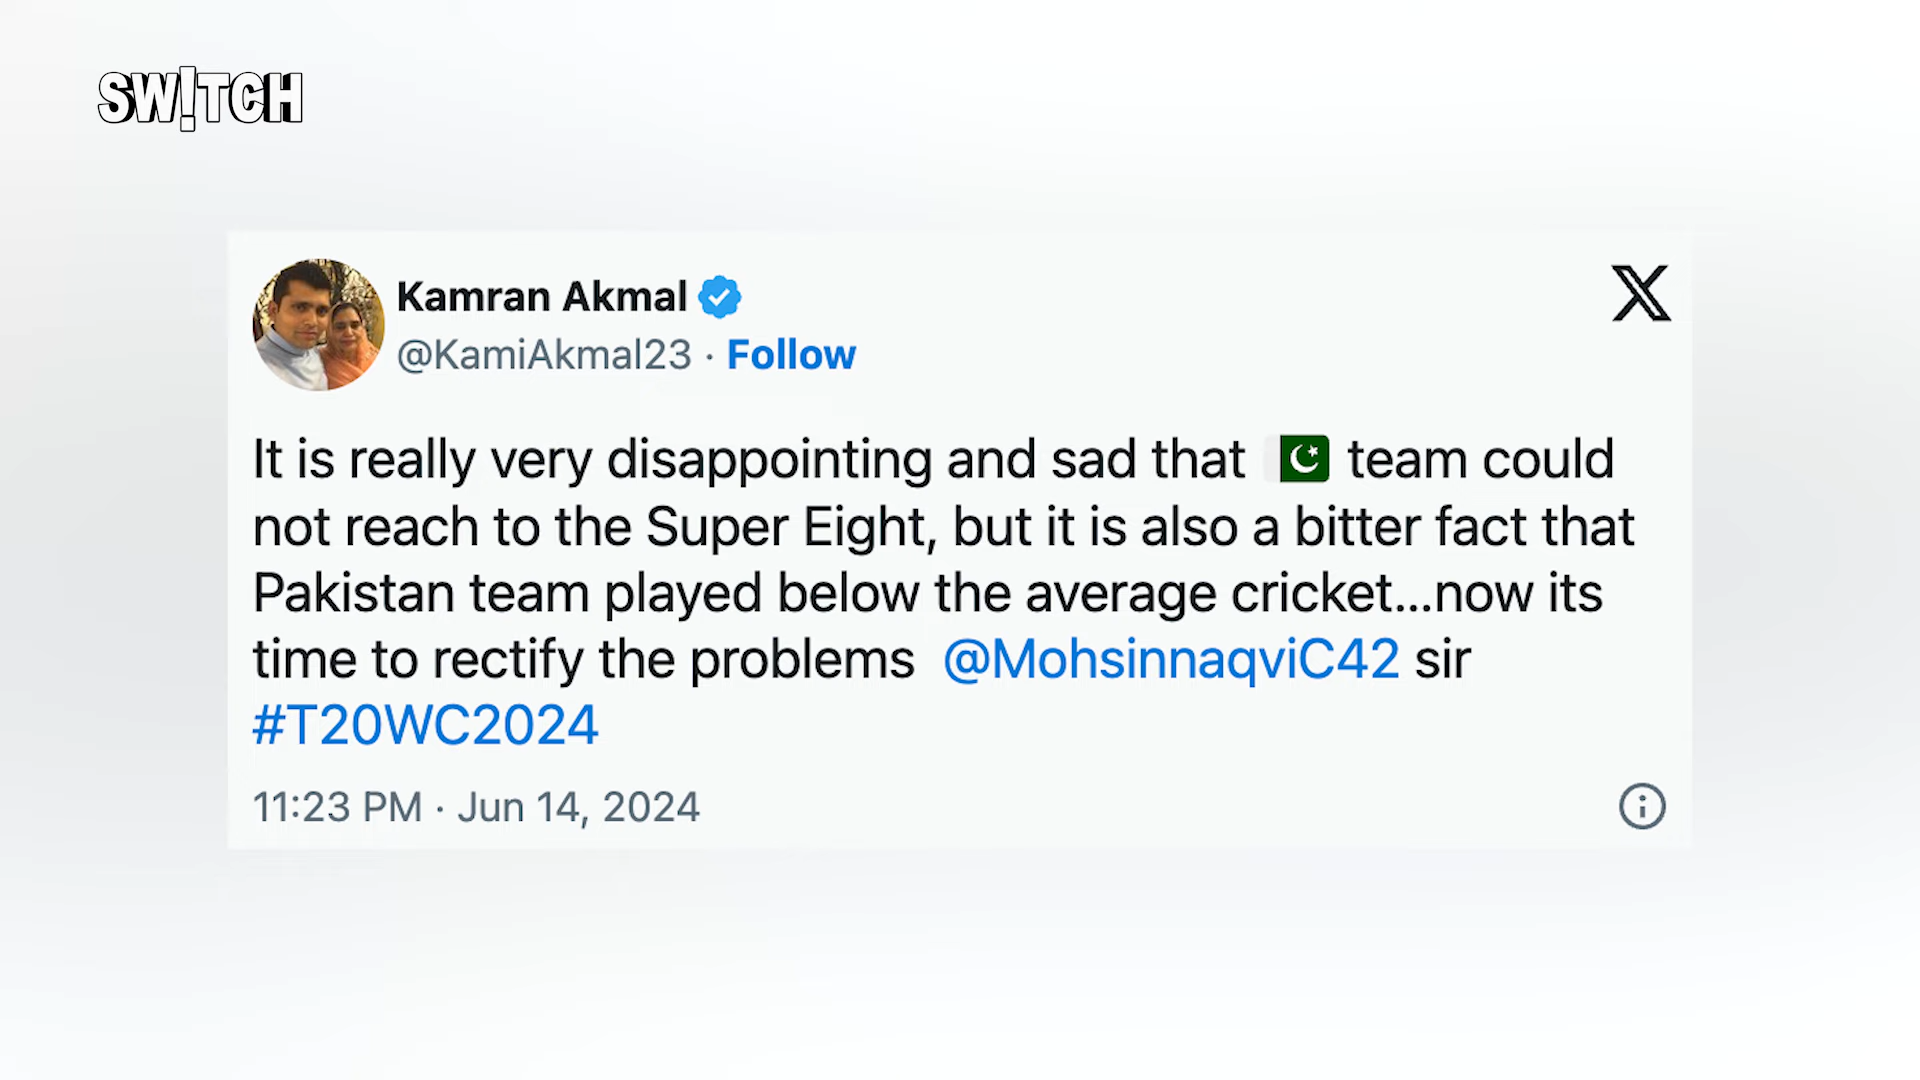 SW!TCH
Kamran Akmal
@KamiAkmal23 · Follow
It is really very disappointing and sad that 🇵🇰 team could
not reach to the Super Eight, but it is also a bitter fact that
Pakistan team played below the average cricket...now its
time to rectify the problems @MohsinnaqviC42 sir
#T20WC2024
11:23 PM · Jun 14, 2024